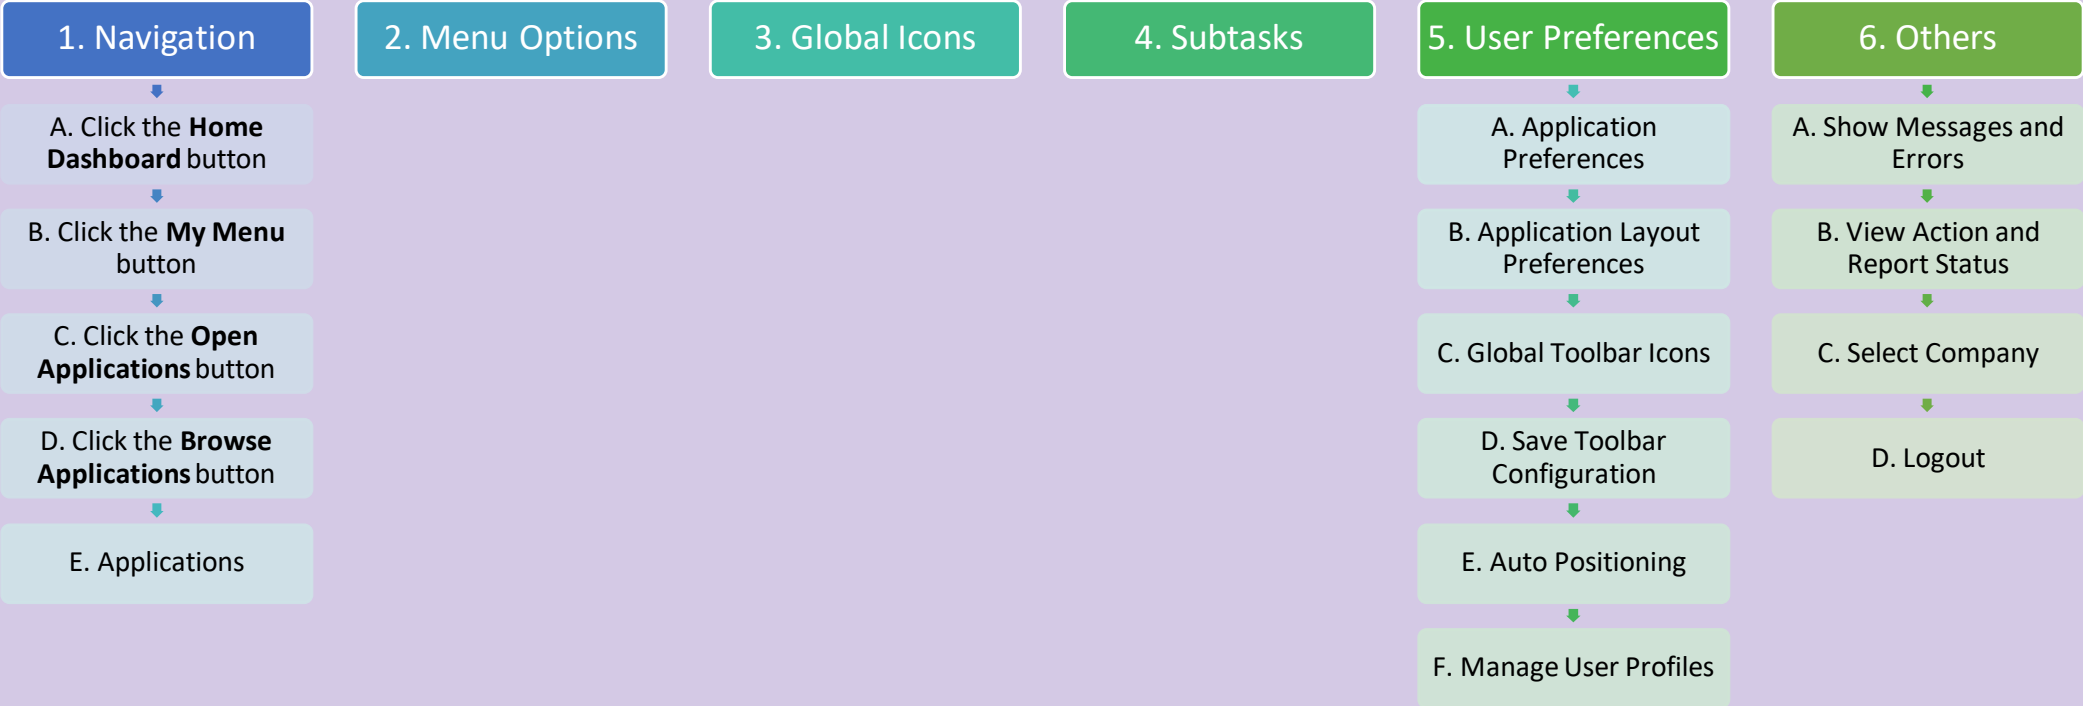 1. Navigation
A. Click the Home
Dashboard button
B. Click the My Menu
button
C. Click the Open
Applications button
D. Click the Browse
Applications button
E. Applications
2. Menu Options
3. Global Icons
4. Subtasks
5. User Preferences
A. Application
Preferences
B. Application Layout
Preferences
C. Global Toolbar Icons
D. Save Toolbar
Configuration
E. Auto Positioning
F. Manage User Profiles
6. Others
A. Show Messages and
Errors
B. View Action and
Report Status
C. Select Company
D. Logout